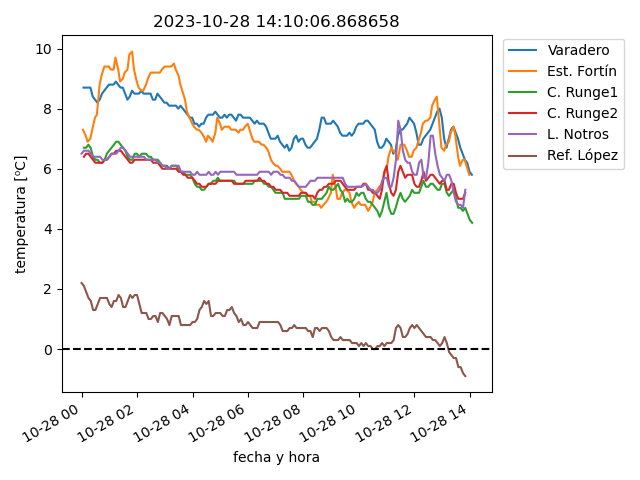 2023-10-28 14:10:06.868658
temperatura [ºC]
10
8
6
4
2
0
Varadero
Est. Fortín
C. Runge1
C. Runge2
L. Notros
Ref. López
10-28 00
10-28 02
10-28 04
10-28 06
10-28 08
10-28 10
10-28 12
10-28 14
fecha y hora